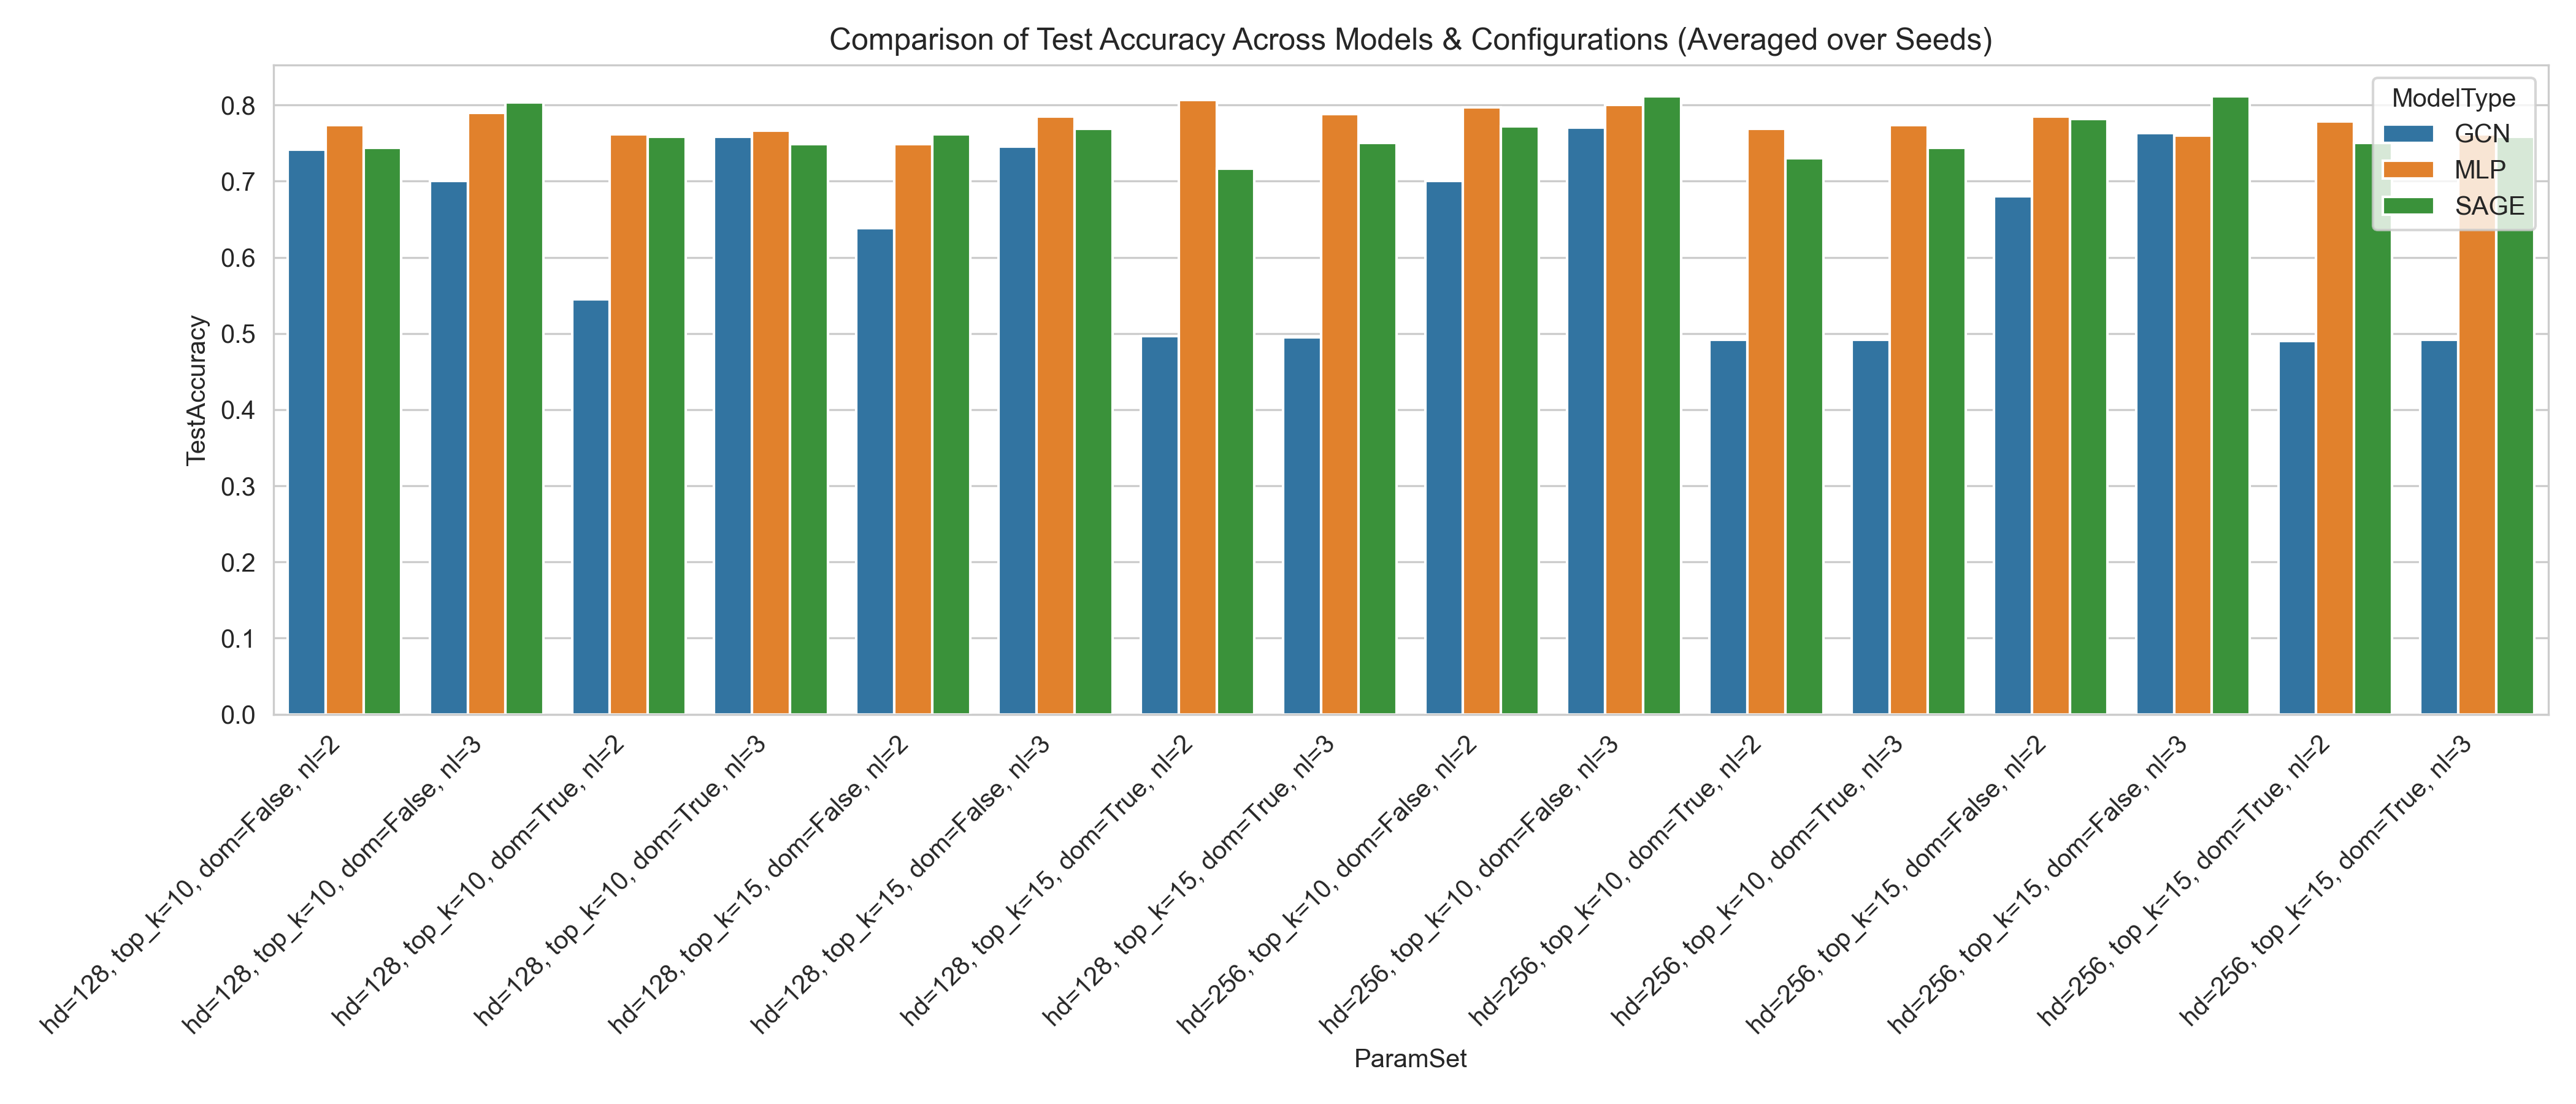 Comparison of Test Accuracy Across Models & Configurations (Averaged over Seeds)
ModelType
GCN
MLP
SAGE
TestAccuracy
0.8
0.7
0.6
0.5
0.4
0.3
0.2
0.1
0.0
hd=128, top_k=10, dom=False, nl=2
hd=128, top_k=10, dom=False, nl=3
hd=128, top_k=10, dom=True, nl=2
hd=128, top_k=10, dom=True, nl=3
hd=128, top_k=15, dom=False, nl=2
hd=128, top_k=15, dom=False, nl=3
hd=128, top_k=15, dom=True, nl=2
hd=128, top_k=15, dom=True, nl=3
hd=256, top_k=10, dom=False, nl=2
hd=256, top_k=10, dom=False, nl=3
hd=256, top_k=10, dom=True, nl=2
hd=256, top_k=10, dom=True, nl=3
hd=256, top_k=15, dom=False, nl=2
hd=256, top_k=15, dom=False, nl=3
hd=256, top_k=15, dom=True, nl=2
hd=256, top_k=15, dom=True, nl=3
ParamSet